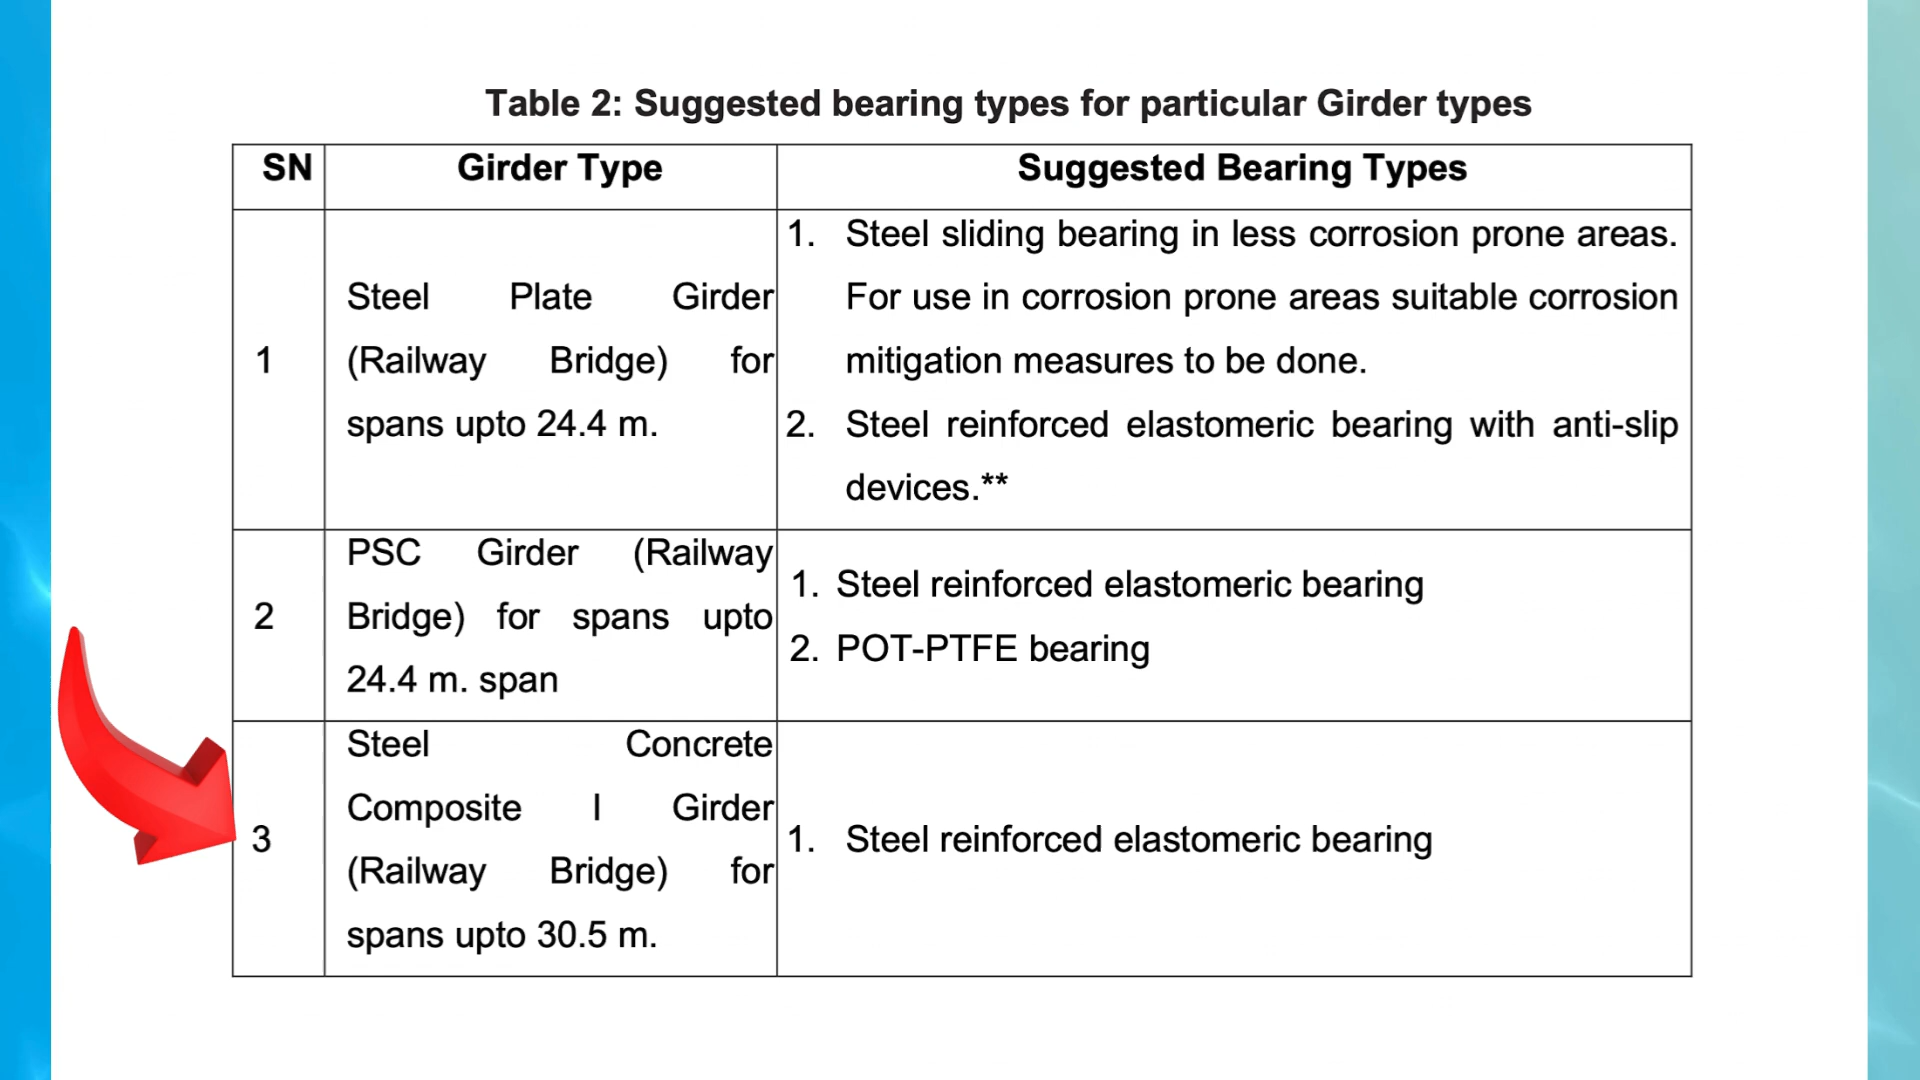 Table 2: Suggested bearing types for particular Girder types
SN Girder Type Suggested Bearing Types
1
Steel Plate Girder
(Railway Bridge) for
spans upto 24.4 m.
1. Steel sliding bearing in less corrosion prone areas.
For use in corrosion prone areas suitable corrosion
mitigation measures to be done.
2. Steel reinforced elastomeric bearing with anti-slip
devices.**
2
PSC Girder (Railway
Bridge) for spans upto
24.4 m. span
1. Steel reinforced elastomeric bearing
2. POT-PTFE bearing
3
Steel Concrete
Composite I Girder
(Railway Bridge) for
spans upto 30.5 m.
1. Steel reinforced elastomeric bearing